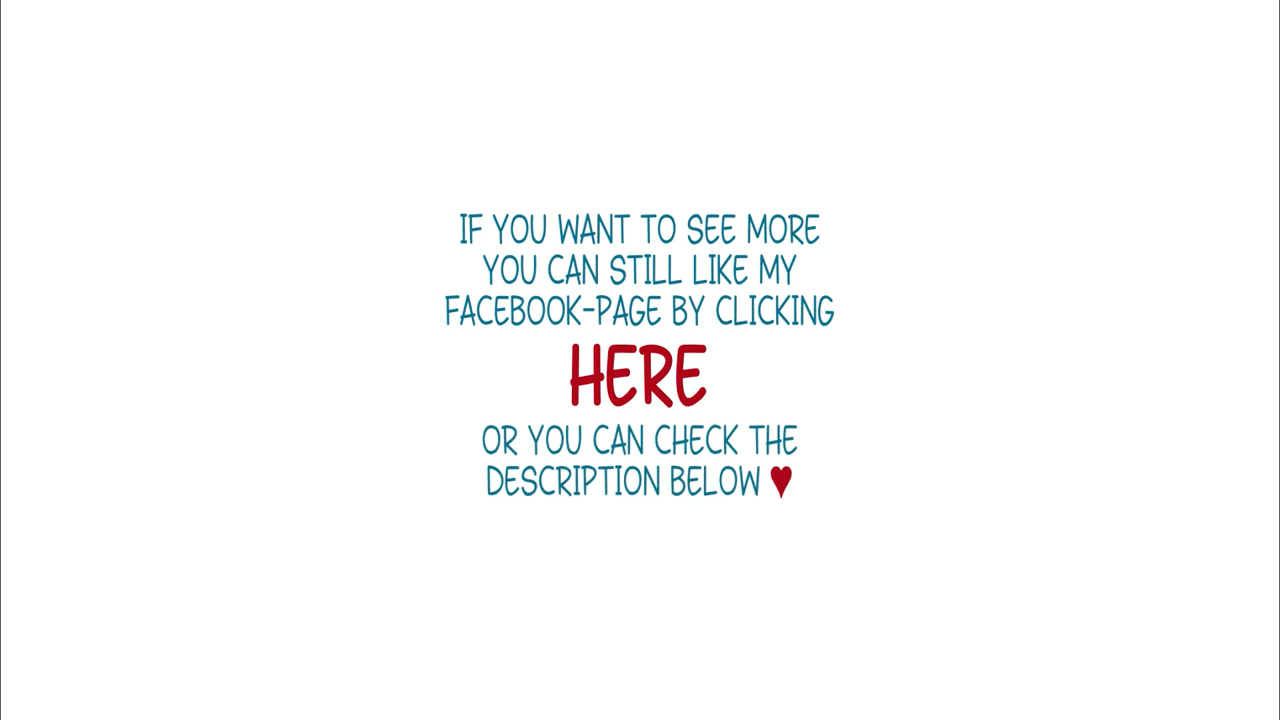 IF YOU WANT TO SEE MORE
YOU CAN STILL LIKE MY
FACEBOOK-PAGE BY CLICKING
HERE
OR YOU CAN CHECK THE
DESCRIPTION BELOW ♥